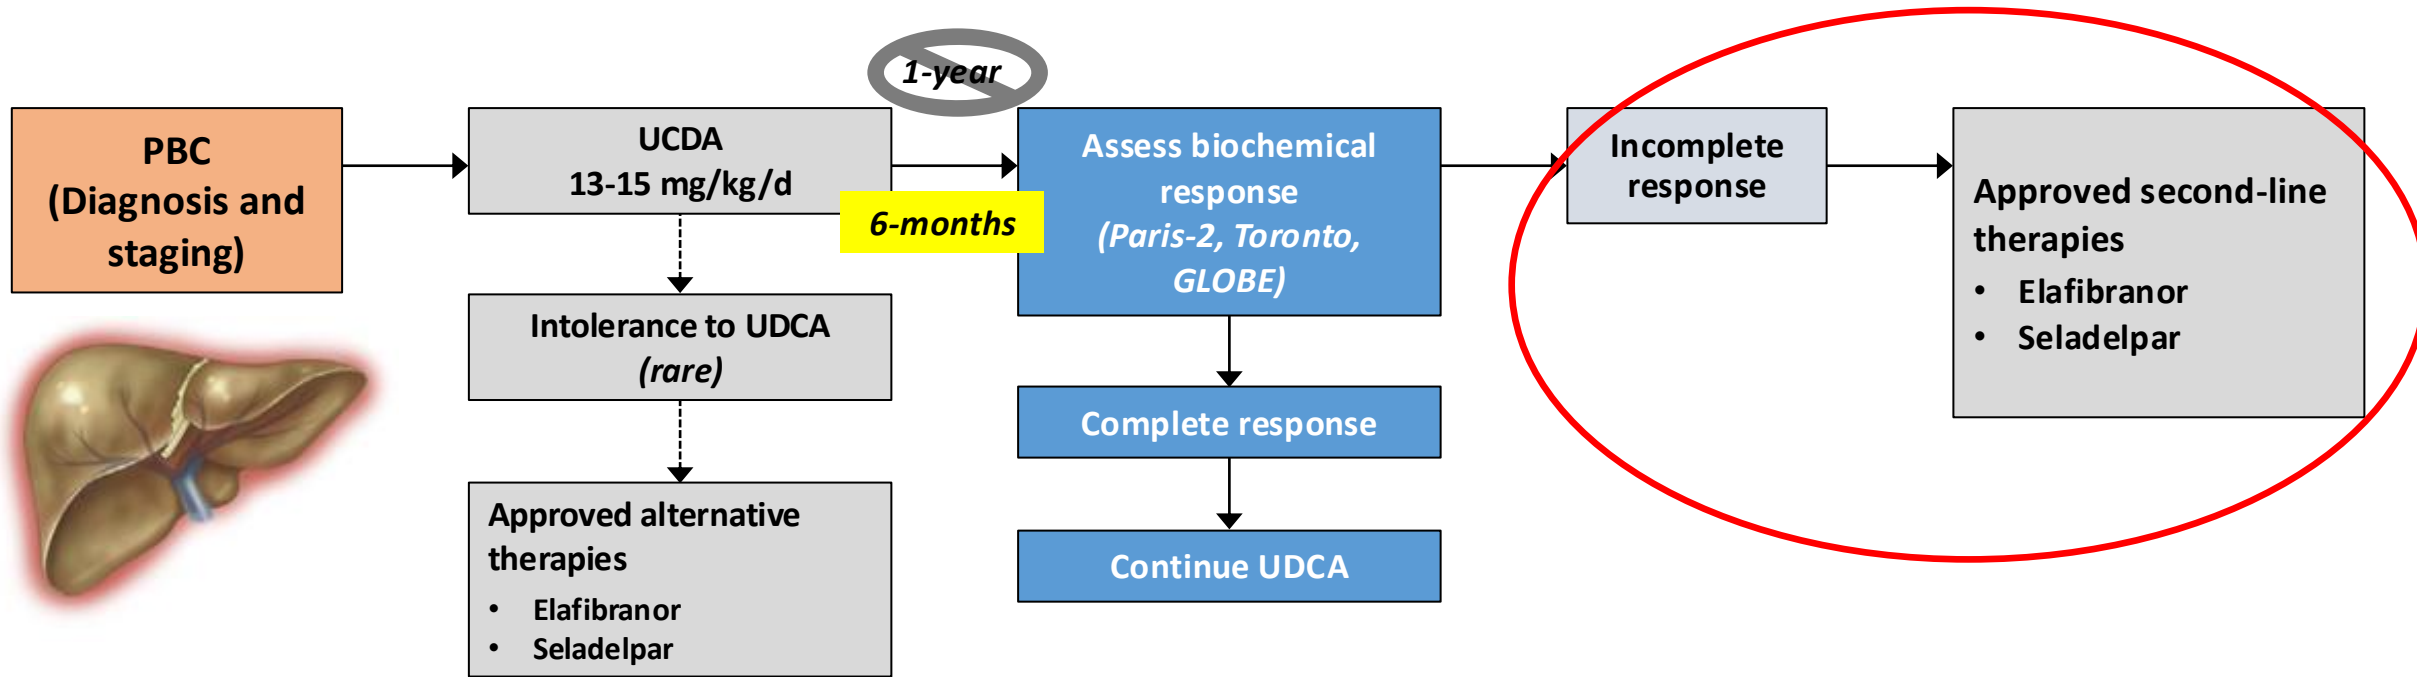 PBC
(Diagnosis and
staging)
UCDA
13-15 mg/kg/d
1-year
6-months
Assess biochemical
response
(Paris-2, Toronto,
GLOBE)
Incomplete
response
Approved second-line
therapies
• Elafibranor
• Seladelpar
Intolerance to UDCA
(rare)
Approved alternative
therapies
• Elafibranor
• Seladelpar
Complete response
Continue UDCA